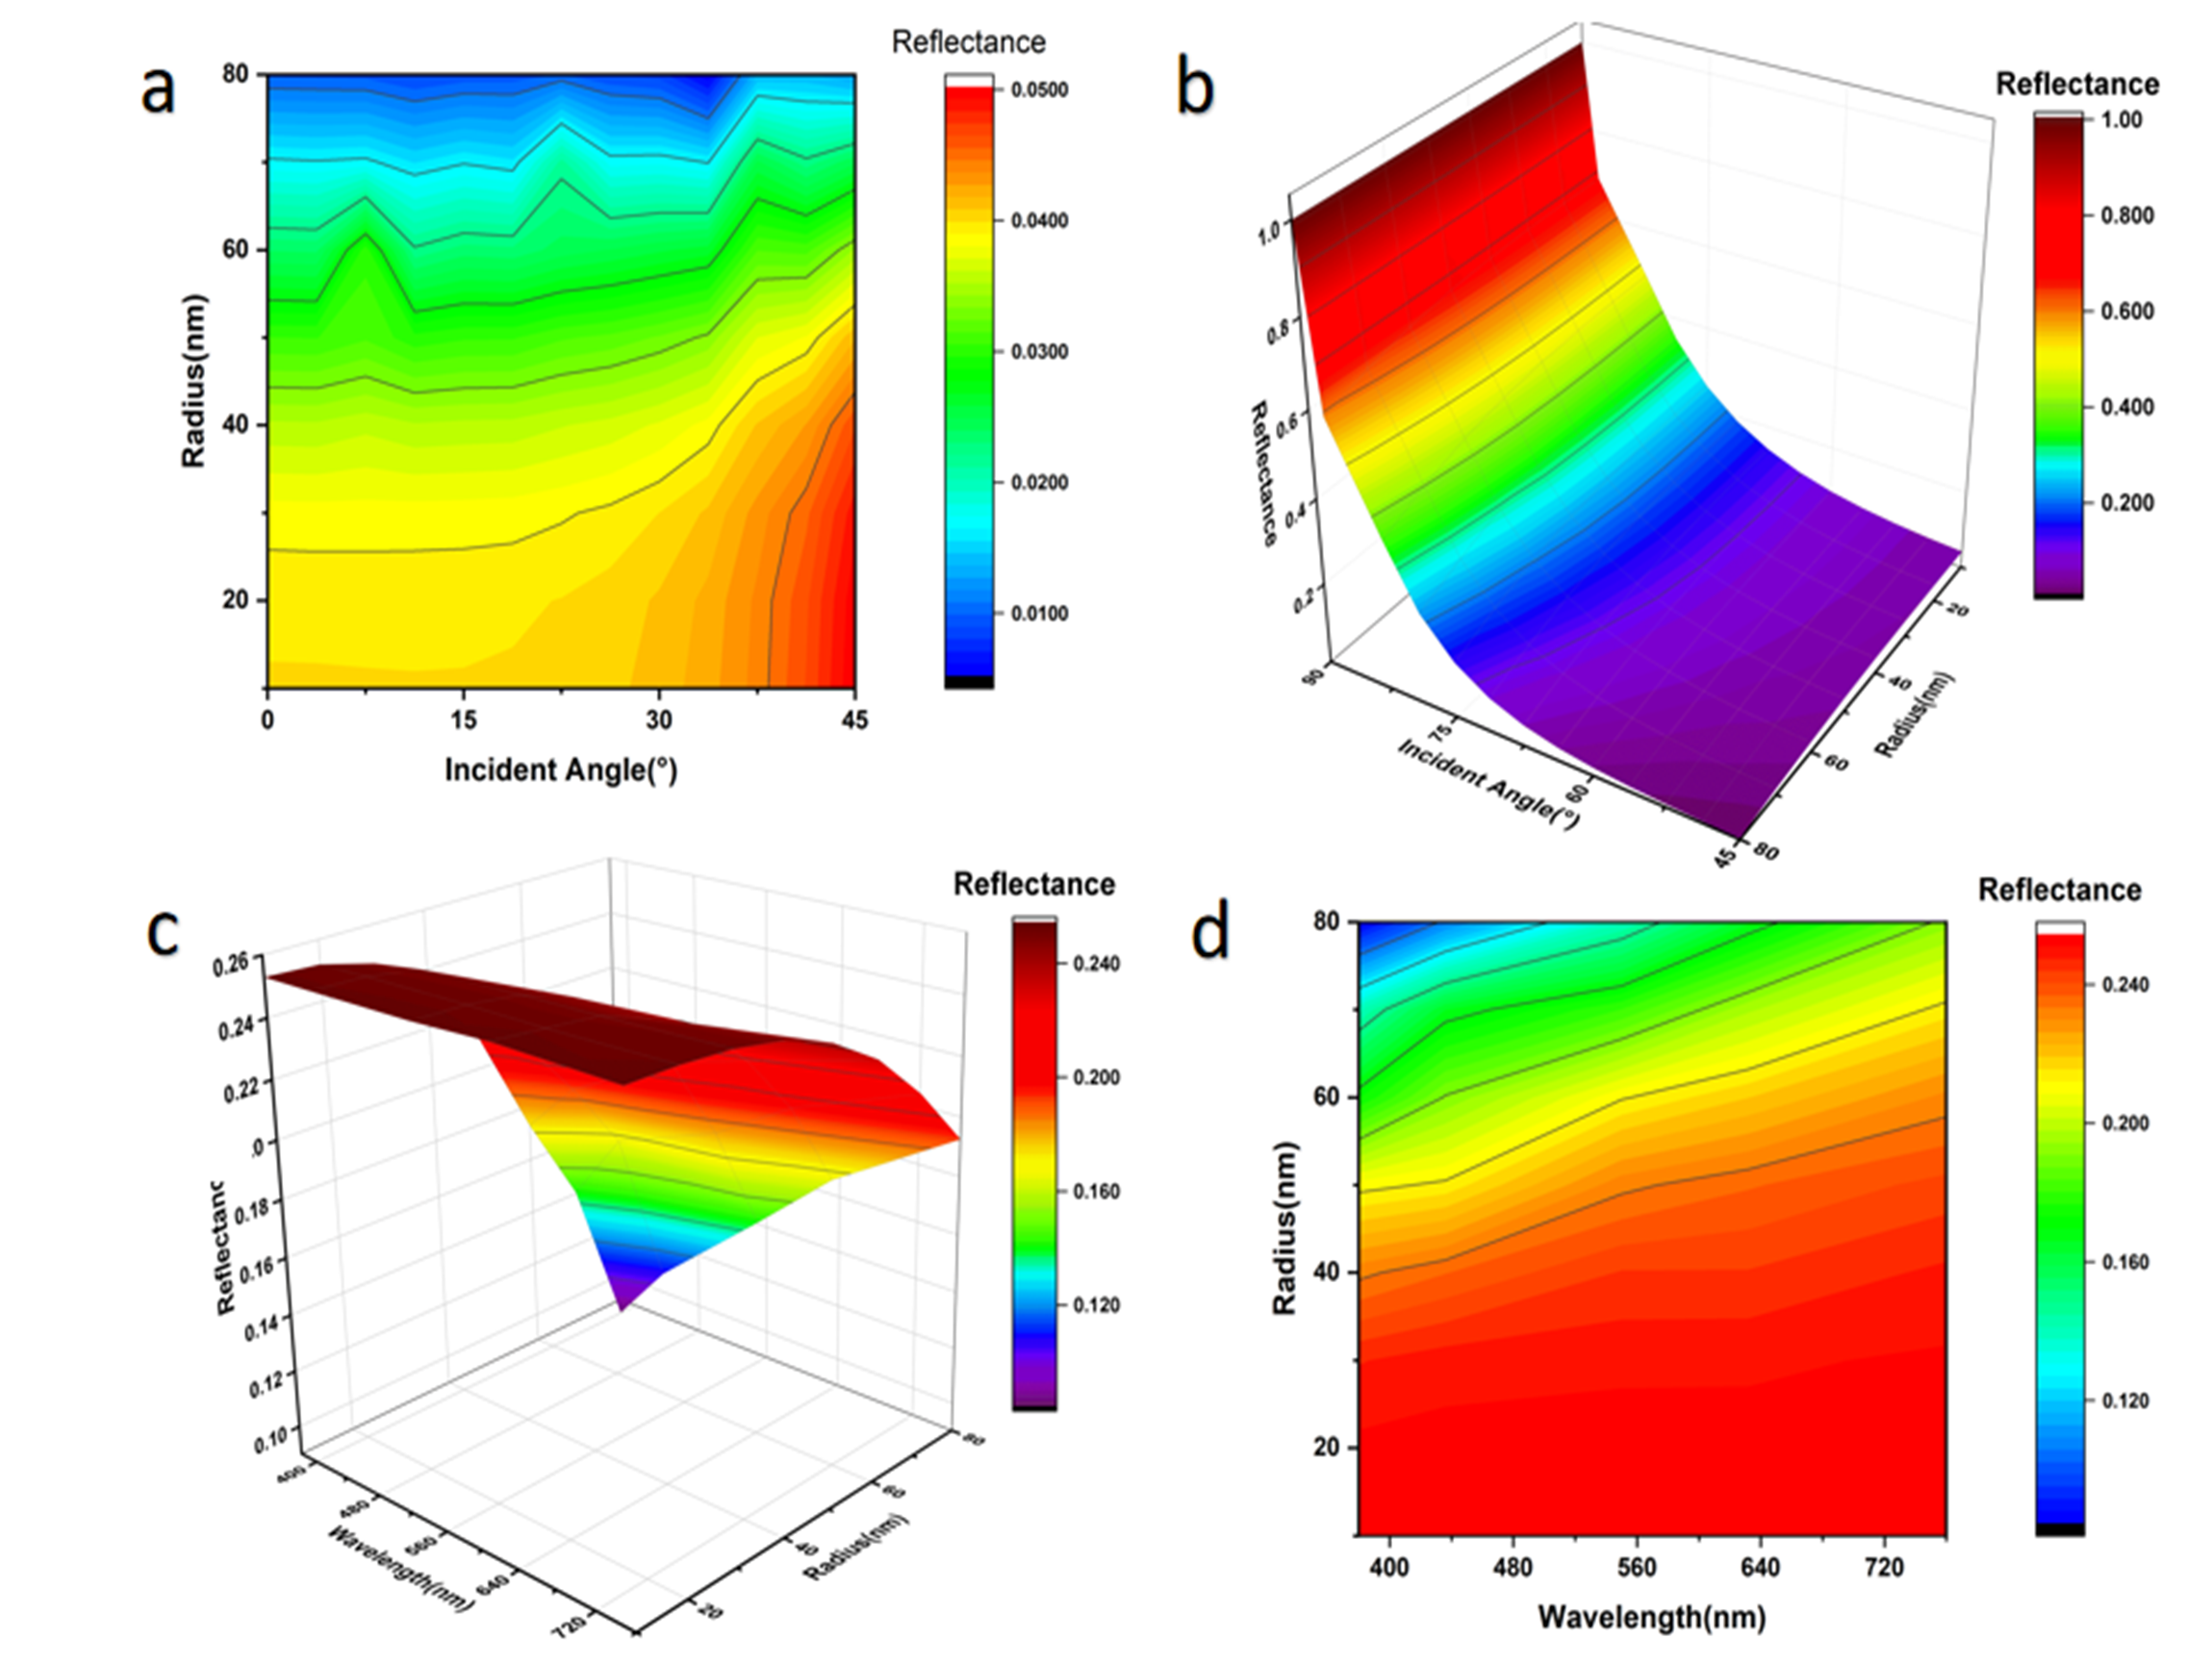 a
Reflectance
80
60
40
20
Radius(nm)
0 15 30 45
Incident Angle(°)
0.0500
0.0400
0.0300
0.0200
0.0100
b
Reflectance
1.00
0.800
0.600
0.400
0.200
1.0
0.8
0.6
0.4
0.2
Reflectance
90
75
60
45
Incident Angle(°)
20
40
60
80
Radius(nm)
c
Reflectance
0.240
0.200
0.160
0.120
0.26
0.24
0.22
.0
0.18
0.16
0.14
0.12
0.10
Reflectanc
400
480
560
640
720
Wavelength(nm)
20
40
60
80
Radius(nm)
d
Reflectance
80
60
40
20
Radius(nm)
400 480 560 640 720
Wavelength(nm)
0.240
0.200
0.160
0.120